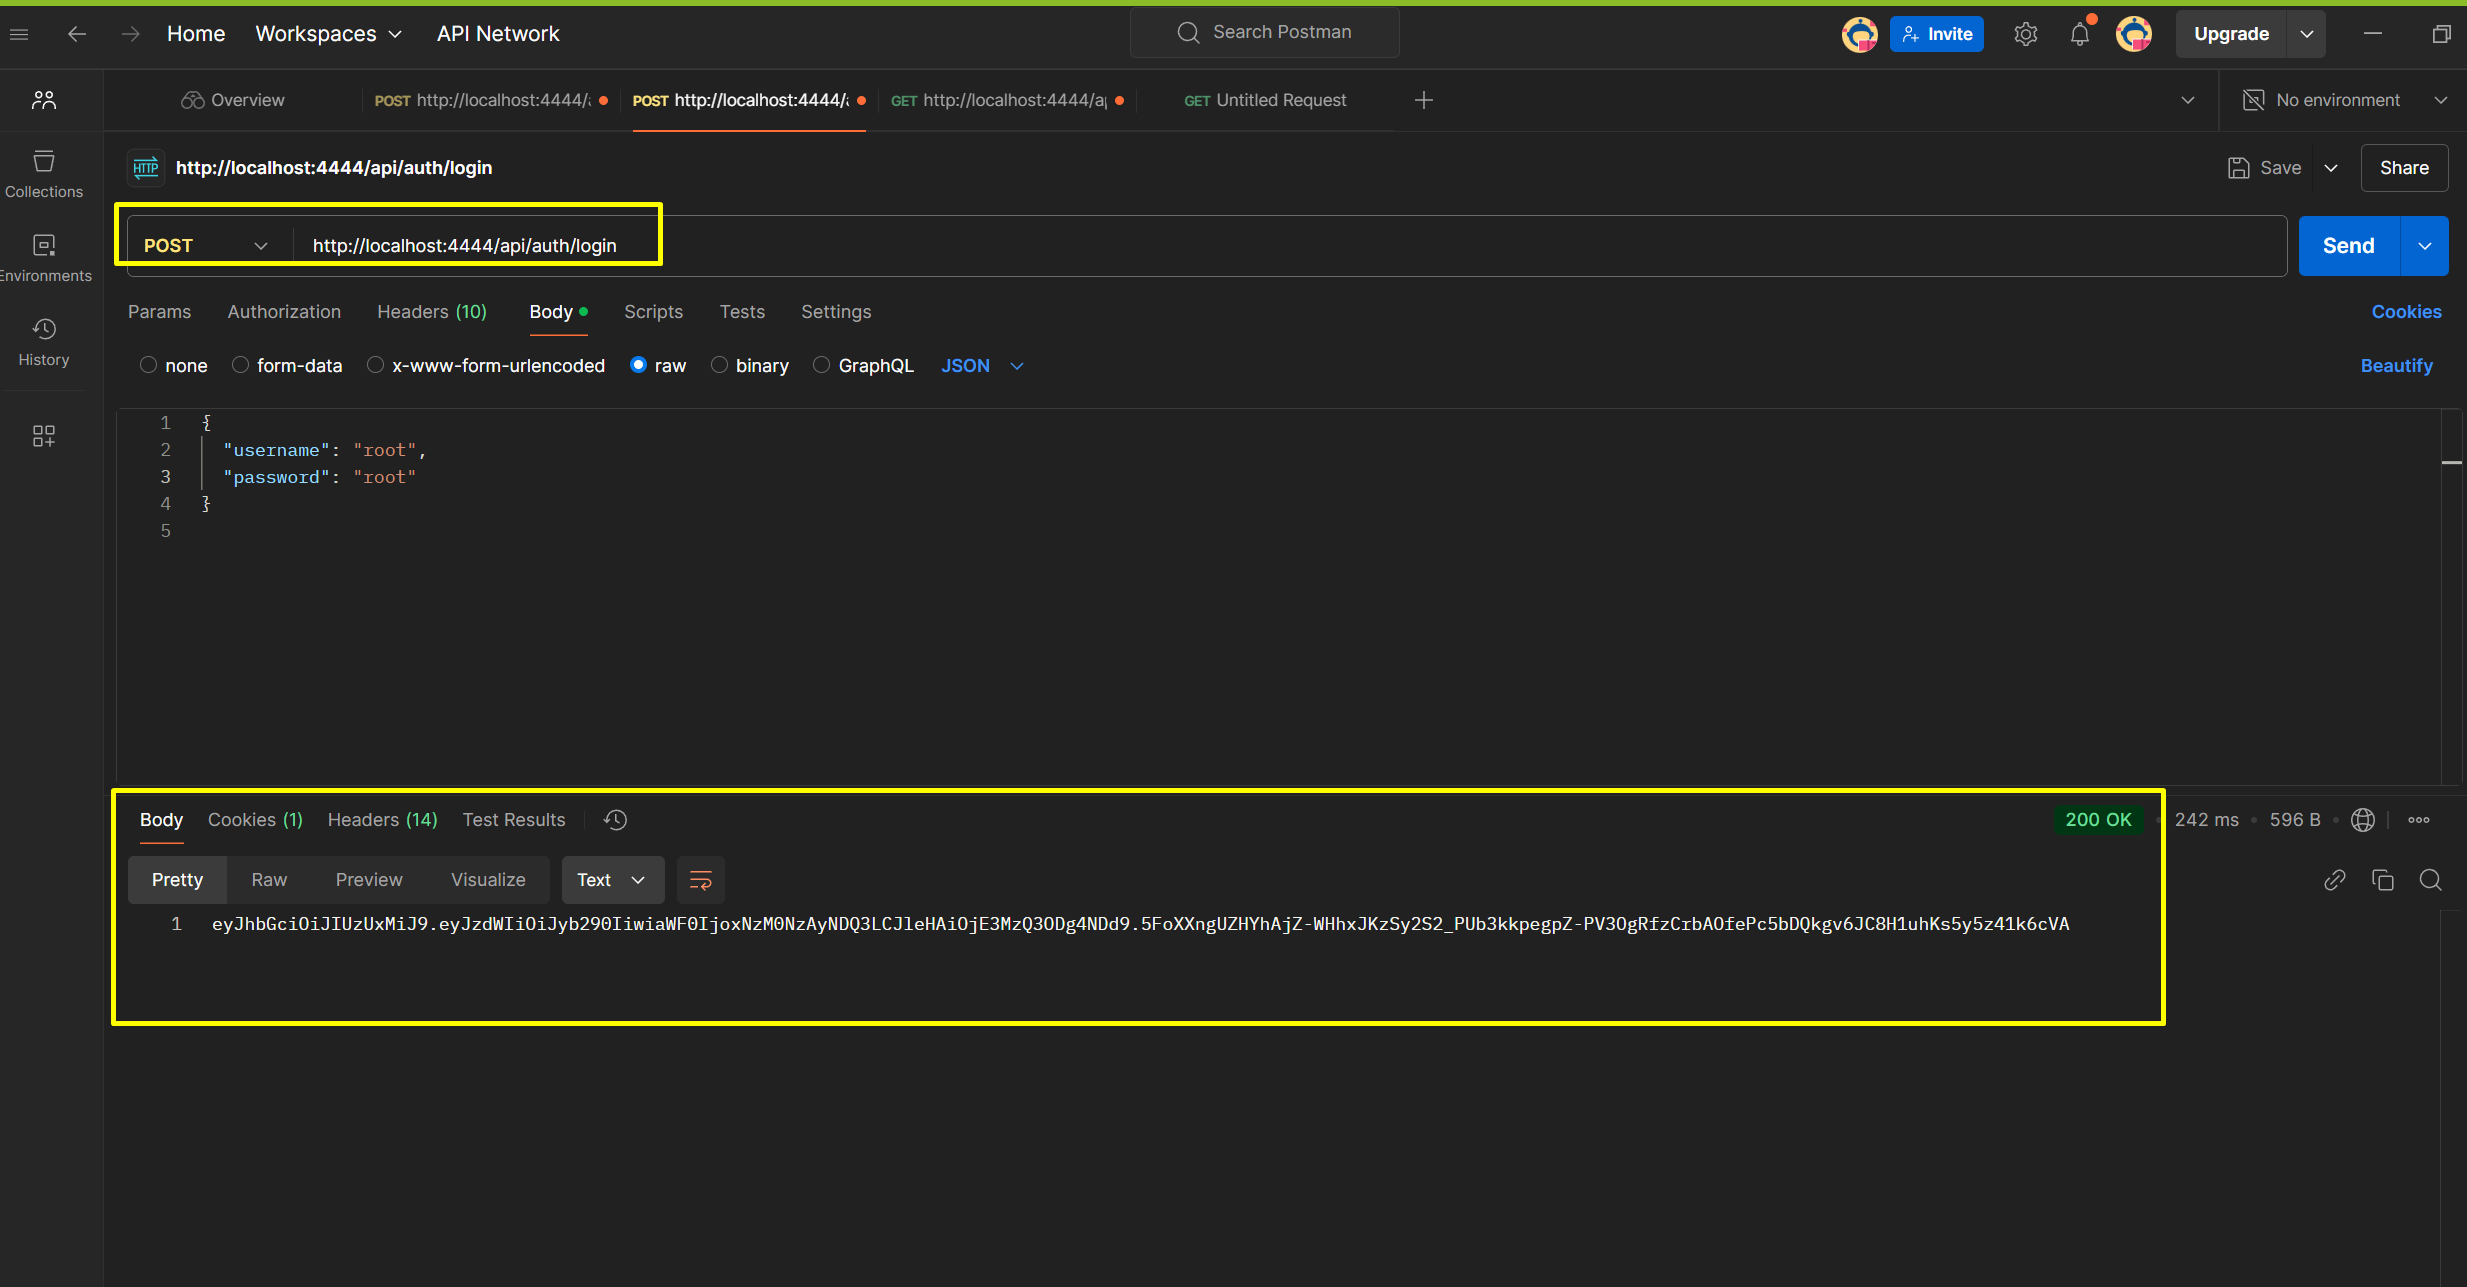 Home Workspaces API Network Search Postman Invite Upgrade
Overview POST http://localhost:4444/a POST http://localhost:4444/a GET http://localhost:4444/ap GET Untitled Request No environment
HTTP http://localhost:4444/api/auth/login Save Share
Collections
POST http://localhost:4444/api/auth/login Send
Environments
Params Authorization Headers (10) Body Scripts Tests Settings Cookies
History
none form-data x-www-form-urlencoded raw binary GraphQL JSON Beautify
1 {
2 "username": "root",
3 "password": "root"
4 }
5
Body Cookies (1) Headers (14) Test Results 200 OK 242 ms 596 B
Pretty Raw Preview Visualize Text
1 eyJhbGciOiJIUzUxMiJ9.eyJzdWIiOiJyb290IiwiaWF0IjoxNzM0NzAyNDQ3LCJleHAiOjE3MzQ3ODg4NDd9.5FoXXngUZHYhAjZ-WHhxJKzSy2S2_PUb3kkpegpZ-PV3OgRfzCrbAOfePc5bDQkgv6JC8H1uhKs5y5z41k6cVA